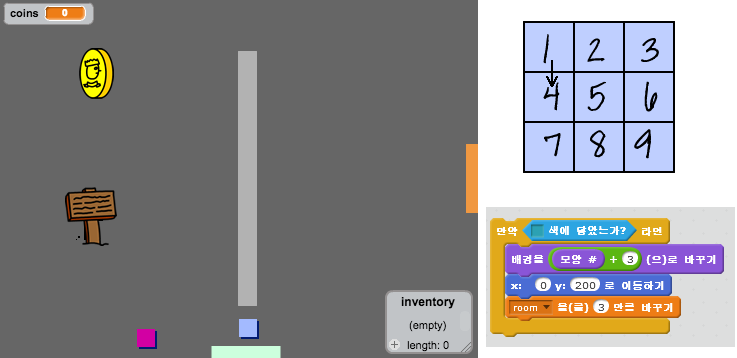 coins 0
1 2 3
4 5 6
7 8 9
만약 색에 닿았는가? 라면
배경을 모양 # + 3 (으)로 바꾸기
x: 0 y: 200 로 이동하기
room 을(를) 3 만큼 바꾸기
inventory
(empty)
+ length: 0